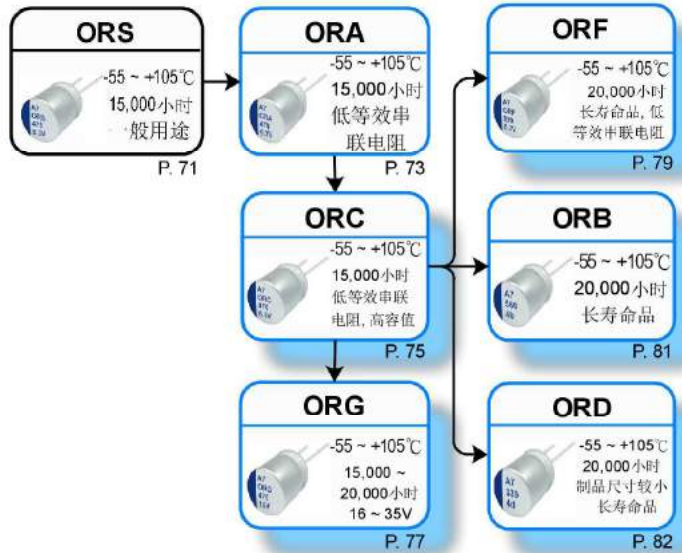 ORS
-55 ~ +105℃
15,000小时
一般用途
P. 71
ORA
-55 ~ +105℃
15,000小时
低等效串
联电阻
P. 73
ORF
-55 ~ +105℃
20,000小时
长寿命品, 低
等效串联电阻
P. 79
ORC
-55 ~ +105℃
15,000小时
低等效串联
电阻, 高容值
P. 75
ORB
-55 ~ +105℃
20,000小时
长寿命品
P. 81
ORG
-55 ~ +105℃
15,000 ~
20,000小时
16 ~ 35V
P. 77
ORD
-55 ~ +105℃
20,000小时
制品尺寸较小
长寿命品
P. 82